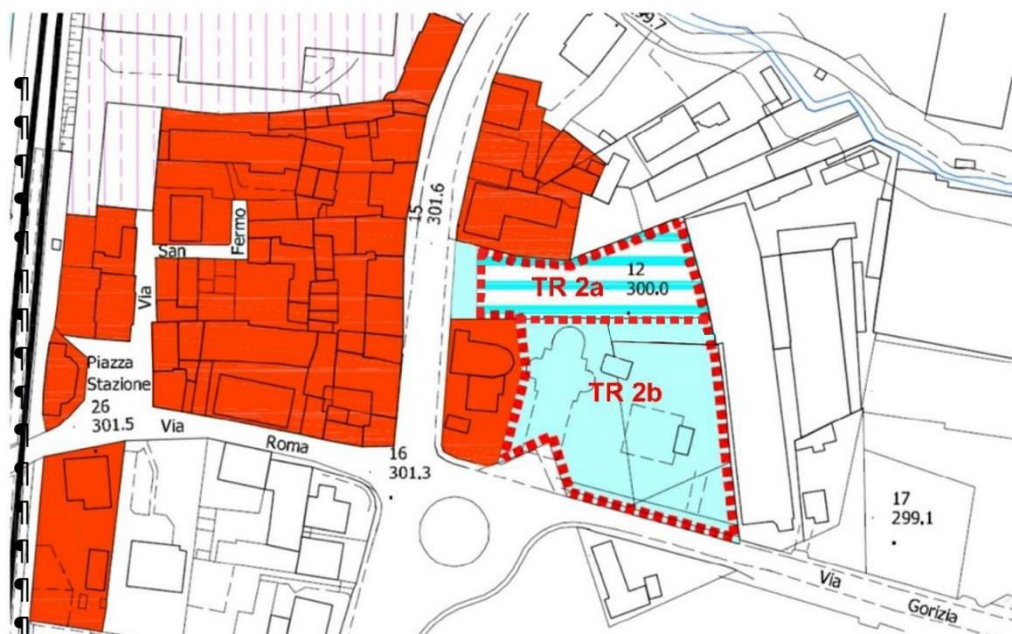 15
301.6
San
Fermo
Via
12
300.0
TR 2a
TR 2b
Piazza
Stazione
26
301.5
Via
Roma
16
301.3
17
299.1
Via
Gorizia
¶
¶
¶
¶
¶
¶
¶
¶
¶
¶
¶
¶
¶
¶